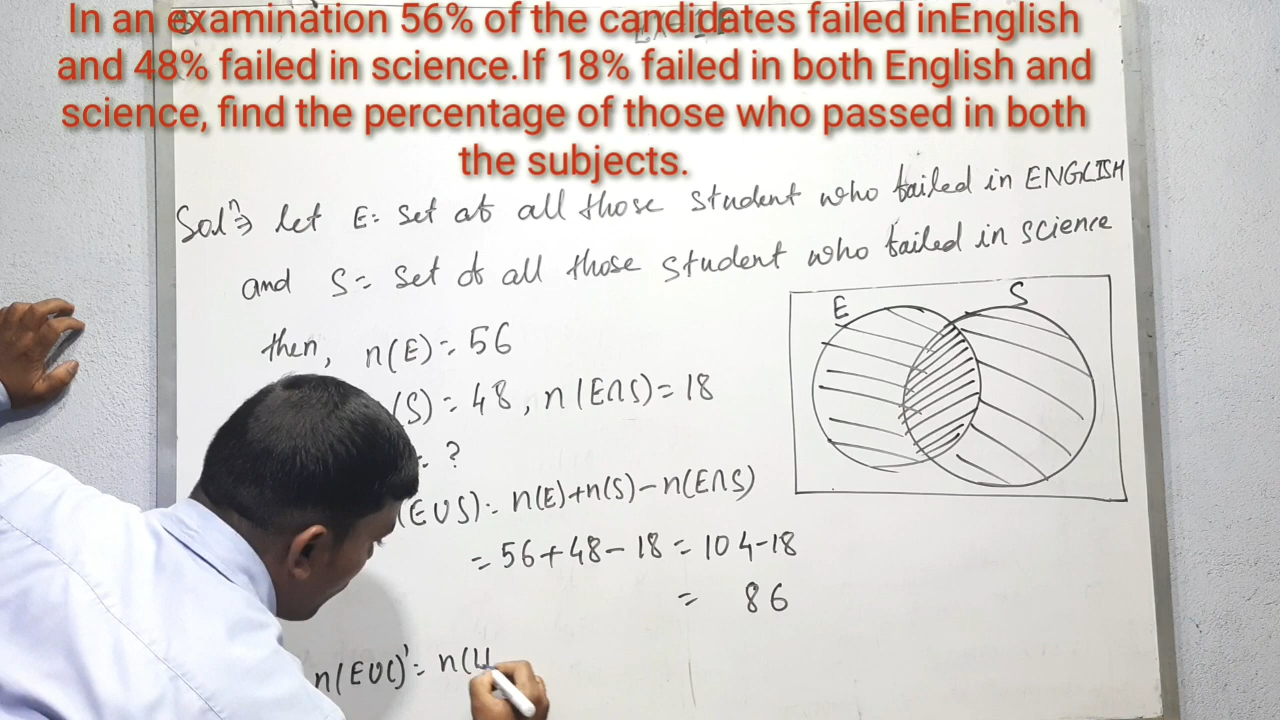 In an examination 56% of the candidates failed inEnglish
and 48% failed in science.If 18% failed in both English and
science, find the percentage of those who passed in both
the subjects.
Solⁿ⇒ let E= set of all those student who failed in ENGLISH
and S= set of all those student who failed in science
E S
then, n(E)=56
(S)=48, n(E∩S)=18
= ?
(E∪S)= n(E)+n(S)-n(E∩S)
= 56+48-18 = 104-18
= 86
n(E∪S)'= n(U